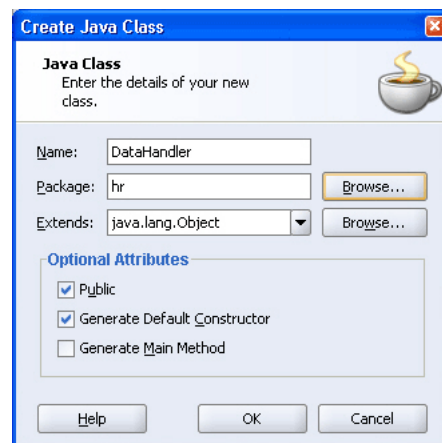 Create Java Class
Java Class
Enter the details of your new
class.
Name: DataHandler
Package: hr Browse...
Extends: java.lang.Object Browse...
Optional Attributes
Public
Generate Default Constructor
Generate Main Method
Help OK Cancel